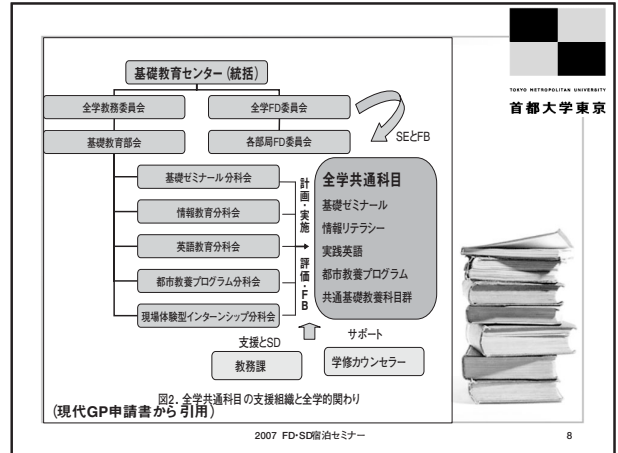 TOKYO METROPOLITAN UNIVERSITY
首都大学東京
基礎教育センター(統括)
全学教務委員会
全学FD委員会
基礎教育部会
各部局FD委員会
SEとFB
基礎ゼミナール分科会
情報教育分科会
英語教育分科会
都市教養プログラム分科会
現場体験型インターンシップ分科会
計画・実施
評価・FB
全学共通科目
基礎ゼミナール
情報リテラシー
実践英語
都市教養プログラム
共通基礎教養科目群
支援とSD
サポート
教務課
学修カウンセラー
図2. 全学共通科目の支援組織と全学的関わり
(現代GP申請書から引用)
2007 FD・SD宿泊セミナー
8